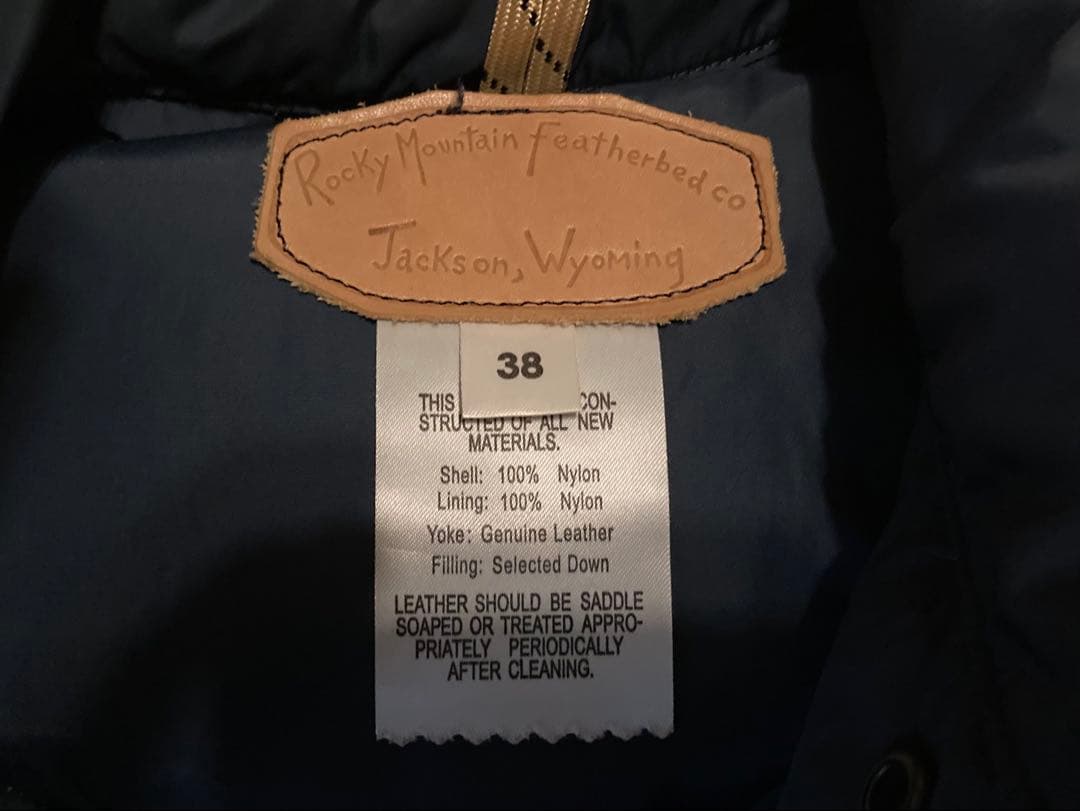 Rocky Mountain Featherbed co
Jackson, Wyoming
38
THIS CON-
STRUCTED OF ALL NEW
MATERIALS.
Shell: 100% Nylon
Lining: 100% Nylon
Yoke: Genuine Leather
Filling: Selected Down
LEATHER SHOULD BE SADDLE
SOAPED OR TREATED APPRO-
PRIATELY PERIODICALLY
AFTER CLEANING.